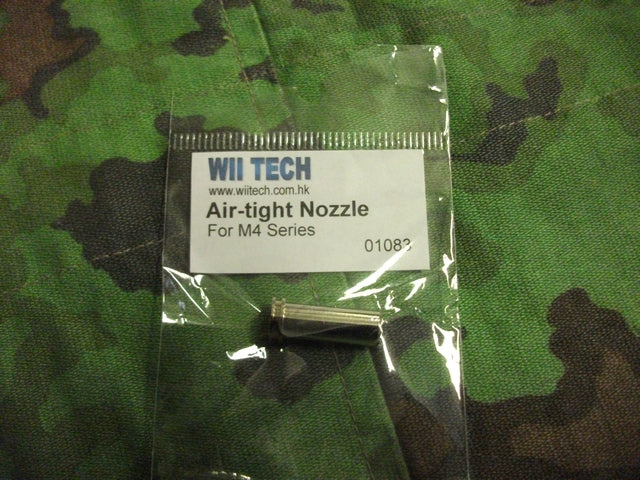 WII TECH
www.wiitech.com.hk
Air-tight Nozzle
For M4 Series
01083